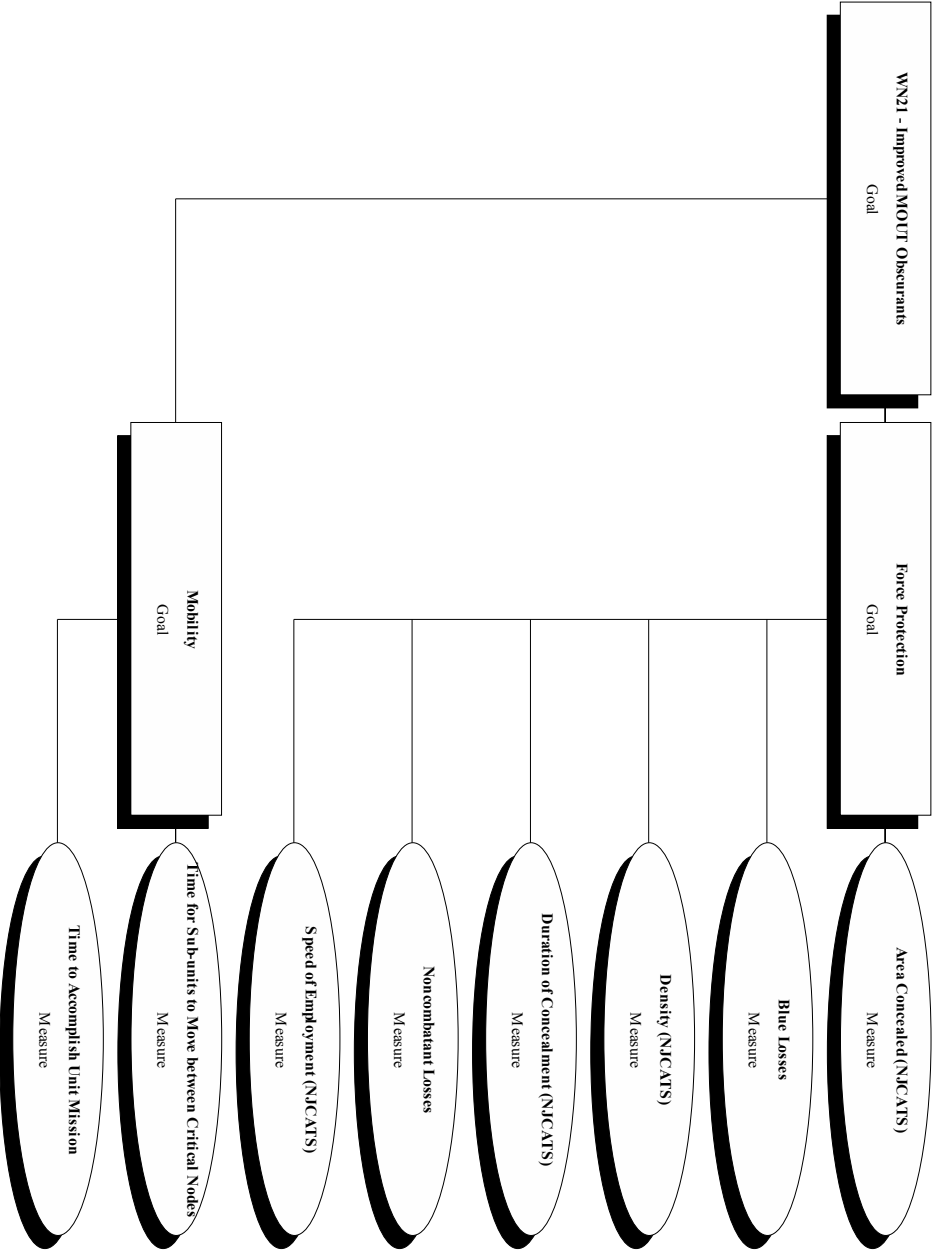 WN21 - Improved MOUT Obscurants
Goal
Force Protection
Goal
Area Concealed (NJCATS)
Measure
Blue Losses
Measure
Density (NJCATS)
Measure
Duration of Concealment (NJCATS)
Measure
Noncombatant Losses
Measure
Speed of Employment (NJCATS)
Measure
Mobility
Goal
Time for Sub-units to Move between Critical Nodes
Measure
Time to Accomplish Unit Mission
Measure